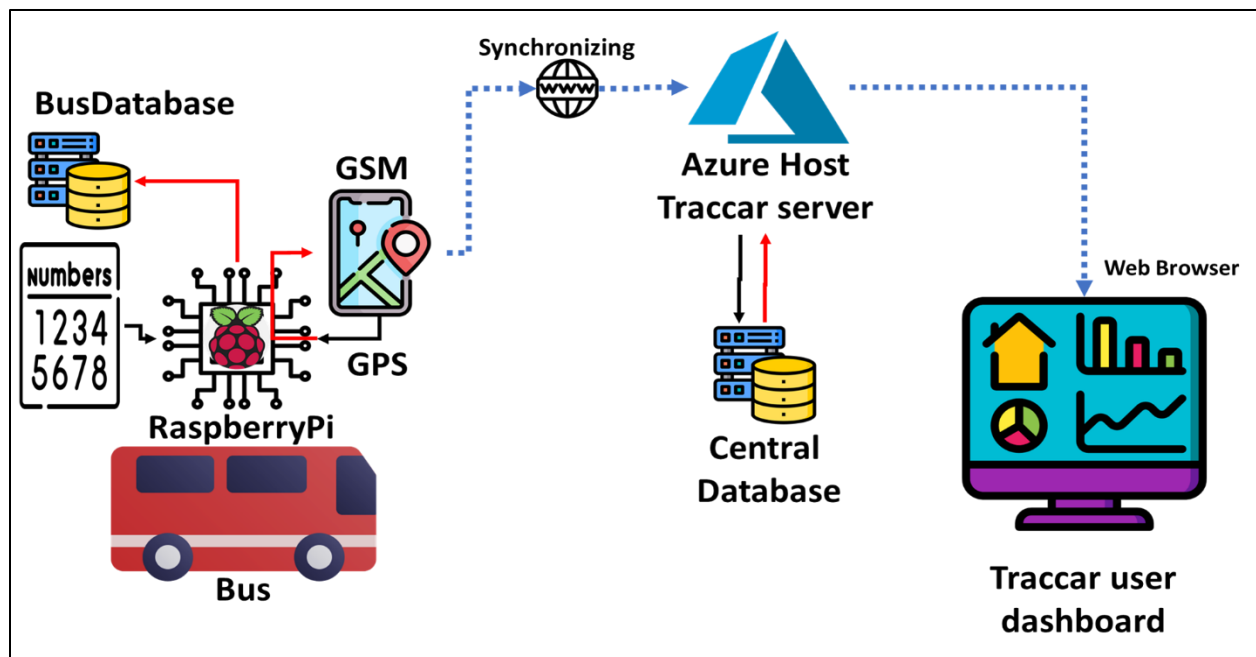 Synchronizing
WWW
BusDatabase
GSM
Azure Host
Traccar server
Numbers
1234
5678
GPS
Web Browser
RaspberryPi
Central
Database
Bus
Traccar user
dashboard